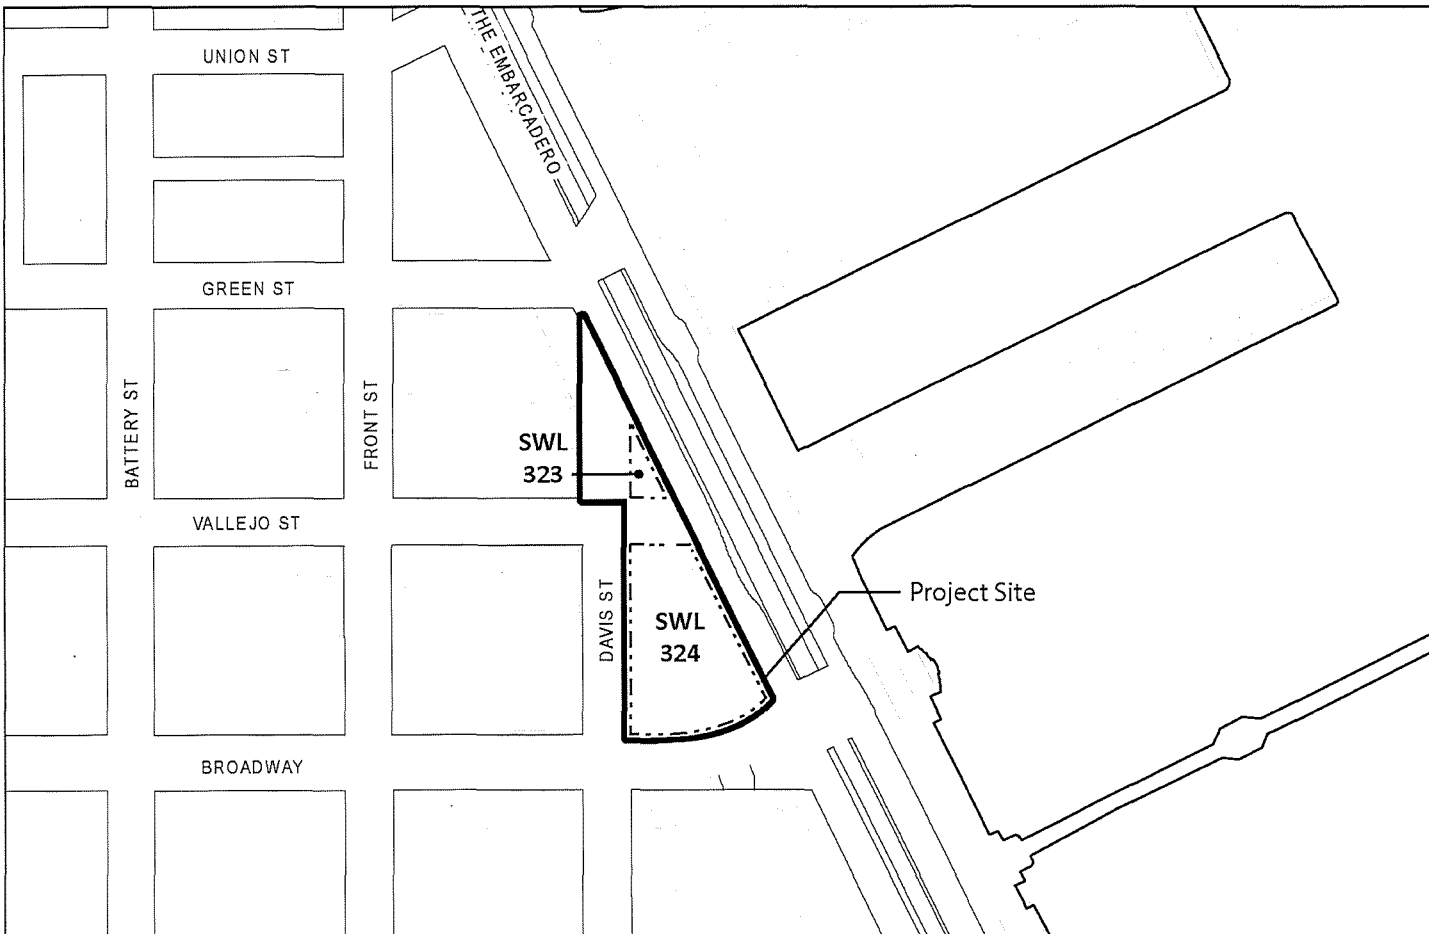 THE EMBARCADERO
UNION ST
GREEN ST
BATTERY ST
FRONT ST
SWL
323
VALLEJO ST
DAVIS ST
SWL
324
Project Site
BROADWAY